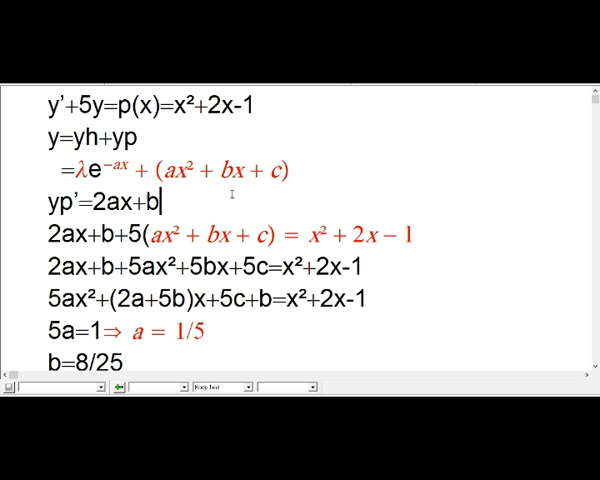 y’+5y=p(x)=x²+2x-1
y=yh+yp
=λe⁻ᵃˣ + (ax² + bx + c)
yp’=2ax+b
2ax+b+5(ax² + bx + c) = x² + 2x − 1
2ax+b+5ax²+5bx+5c=x²+2x-1
5ax²+(2a+5b)x+5c+b=x²+2x-1
5a=1⇒ a = 1/5
b=8/25
Body Text